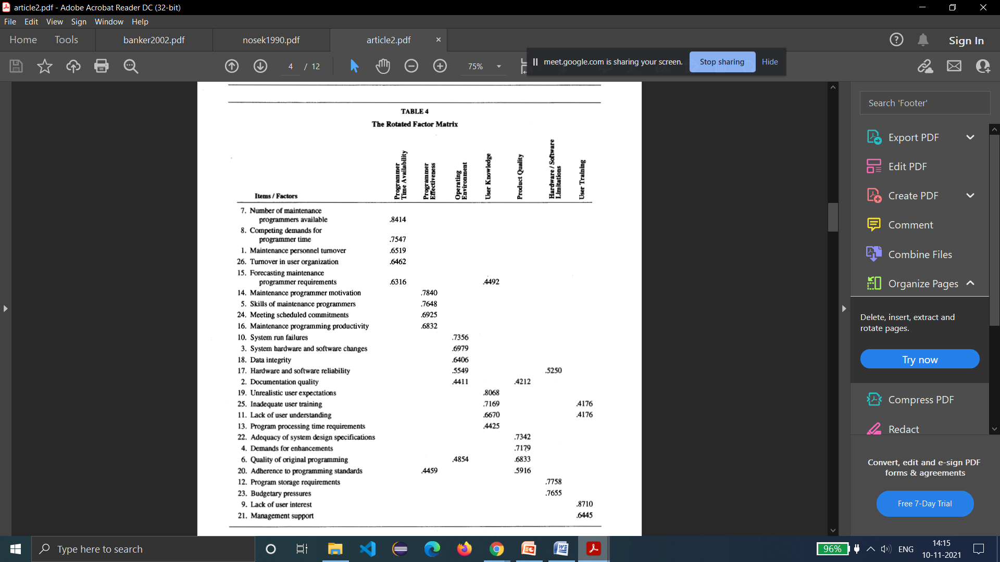 article2.pdf - Adobe Acrobat Reader DC (32-bit)
File Edit View Sign Window Help
Home Tools banker2002.pdf nosek1990.pdf article2.pdf × Sign In
4 / 12 75% meet.google.com is sharing your screen. Stop sharing Hide
TABLE 4
The Rotated Factor Matrix
Items / Factors
Programmer
Time Availability
Programmer
Effectiveness
Operating
Environment
User Knowledge
Product Quality
Hardware / Software
Limitations
User Training
7. Number of maintenance
programmers available .8414
8. Competing demands for
programmer time .7547
1. Maintenance personnel turnover .6519
26. Turnover in user organization .6462
15. Forecasting maintenance
programmer requirements .6316 .4492
14. Maintenance programmer motivation .7840
5. Skills of maintenance programmers .7648
24. Meeting scheduled commitments .6925
16. Maintenance programming productivity .6832
10. System run failures .7356
3. System hardware and software changes .6979
18. Data integrity .6406
17. Hardware and software reliability .5549 .5250
2. Documentation quality .4411 .4212
19. Unrealistic user expectations .8068
25. Inadequate user training .7169 .4176
11. Lack of user understanding .6670 .4176
13. Program processing time requirements .4425
22. Adequacy of system design specifications .7342
4. Demands for enhancements .7179
6. Quality of original programming .4854 .6833
20. Adherence to programming standards .4459 .5916
12. Program storage requirements .7758
23. Budgetary pressures .7655
9. Lack of user interest .8710
21. Management support .6445
Search 'Footer'
Export PDF
Edit PDF
Create PDF
Comment
Combine Files
Organize Pages
Delete, insert, extract and
rotate pages.
Try now
Compress PDF
Redact
Convert, edit and e-sign PDF
forms & agreements
Free 7-Day Trial
Type here to search
96% ENG
14:15
10-11-2021